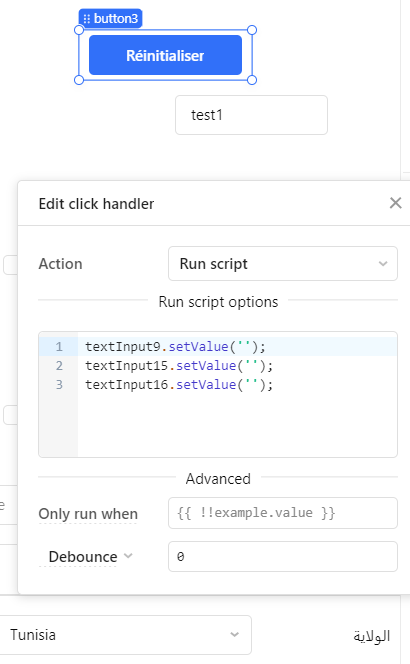 button3
Réinitialiser
test1
Edit click handler
Action
Run script
Run script options
1 textInput9.setValue('');
2 textInput15.setValue('');
3 textInput16.setValue('');
Advanced
e
Only run when
{{ !!example.value }}
Debounce
0
Tunisia
الولاية